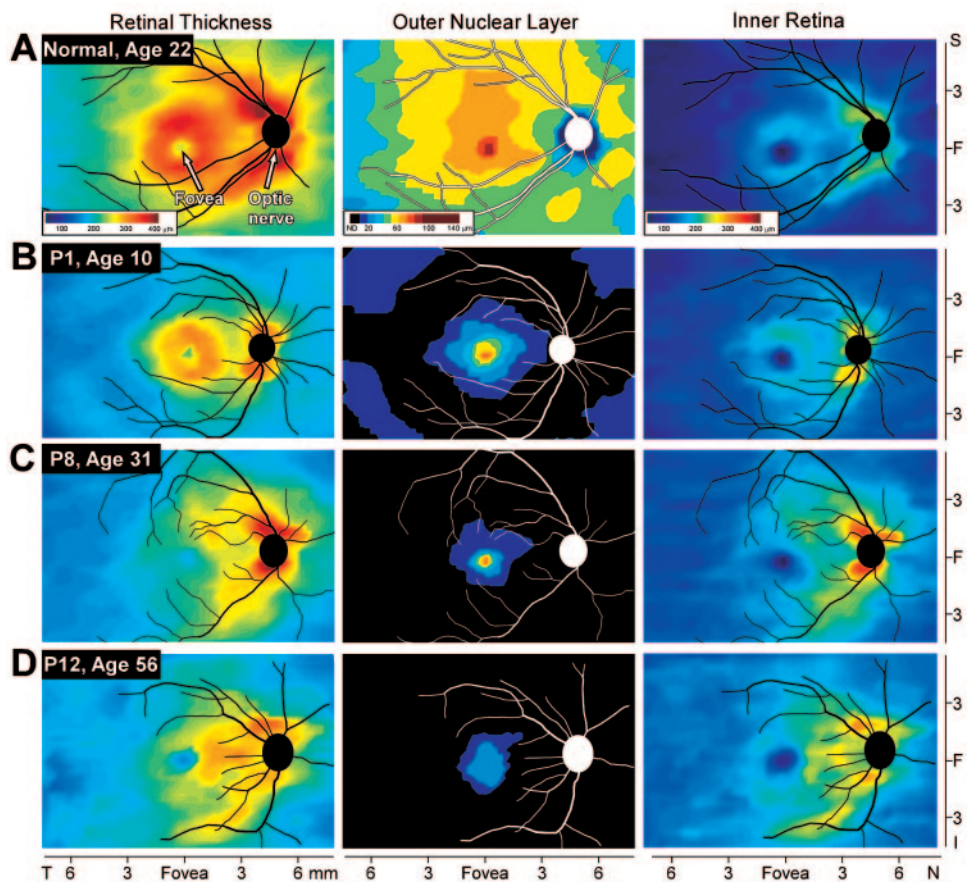 Retinal Thickness Outer Nuclear Layer Inner Retina
A Normal, Age 22 S
Fovea Optic nerve
100 200 300 400 μm ND 20 60 100 140 μm 100 200 300 400 μm
3
F
3
B P1, Age 10
3
F
3
C P8, Age 31
3
F
3
D P12, Age 56
3
F
3
I
T 6 3 Fovea 3 6 mm 6 3 Fovea 3 6 6 3 Fovea 3 6 N